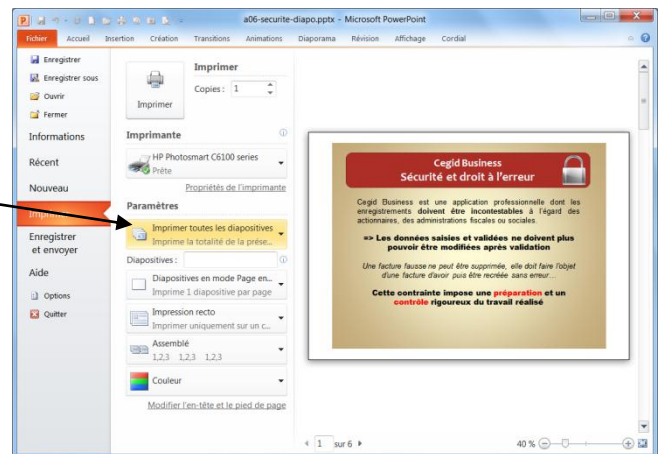 a06-securite-diapo.pptx - Microsoft PowerPoint
Fichier Accueil Insertion Création Transitions Animations Diaporama Révision Affichage Cordial
Enregistrer
Enregistrer sous
Ouvrir
Fermer
Informations
Récent
Nouveau
Enregistrer
et envoyer
Aide
Options
Quitter
Imprimer
Imprimer
Copies : 1
Imprimante
HP Photosmart C6100 series
Prête
Propriétés de l'imprimante
Paramètres
Imprimer toutes les diapositives
Imprime la totalité de la prése...
Diapositives :
Diapositives en mode Page en...
Imprime 1 diapositive par page
Impression recto
Imprimer uniquement sur un c...
Assemblé
1,2,3 1,2,3 1,2,3
Couleur
Modifier l'en-tête et le pied de page
Cegid Business
Sécurité et droit à l'erreur
Cegid Business est une application professionnelle dont les
enregistrements doivent être incontestables à l'égard des
actionnaires, des administrations fiscales ou sociales.
=> Les données saisies et validées ne doivent plus
pouvoir être modifiées après validation
Une facture fausse ne peut être supprimée, elle doit faire l'objet
d'une facture d'avoir puis être recréée sans erreur...
Cette contrainte impose une préparation et un
contrôle rigoureux du travail réalisé
1 sur 6
40 %